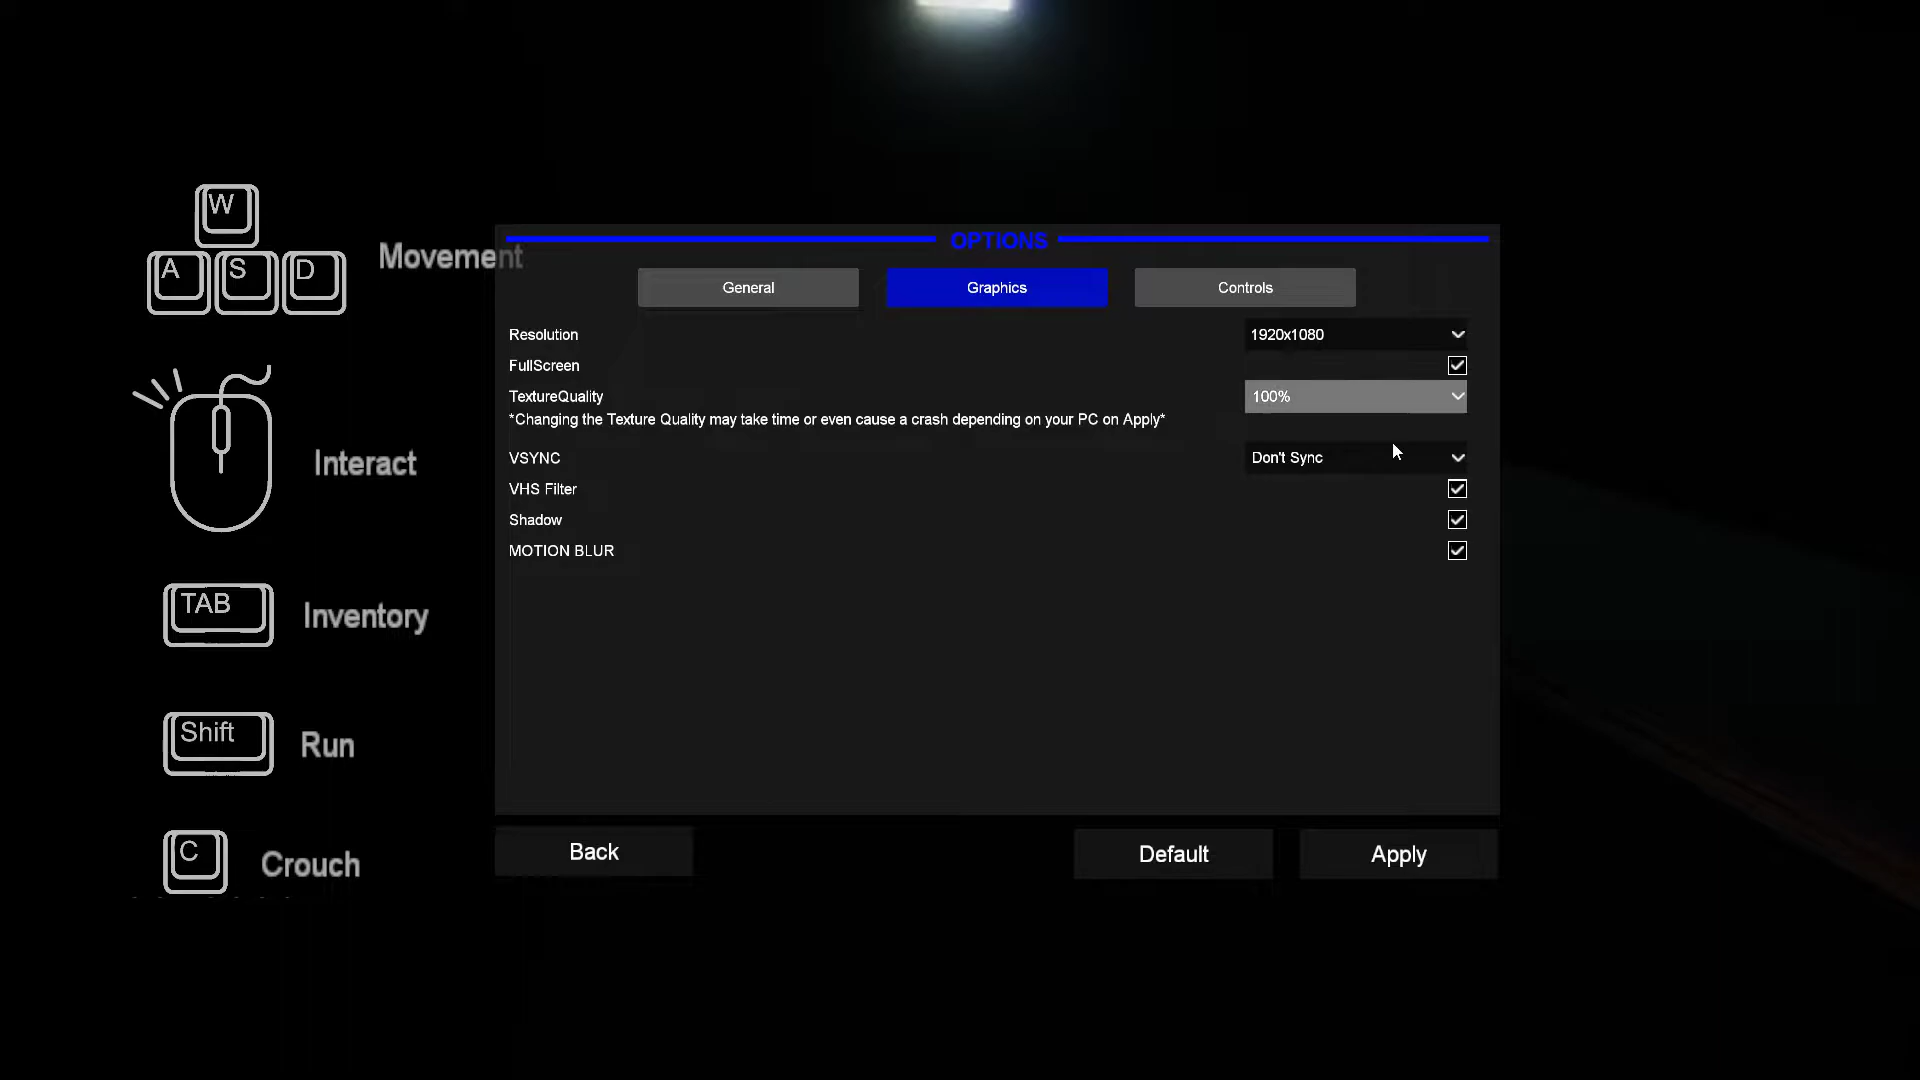 W
A S D
Movement
Interact
TAB
Inventory
Shift
Run
C
Crouch
OPTIONS
General Graphics Controls
Resolution 1920x1080
FullScreen
TextureQuality 100%
*Changing the Texture Quality may take time or even cause a crash depending on your PC on Apply*
VSYNC Don't Sync
VHS Filter
Shadow
MOTION BLUR
Back Default Apply